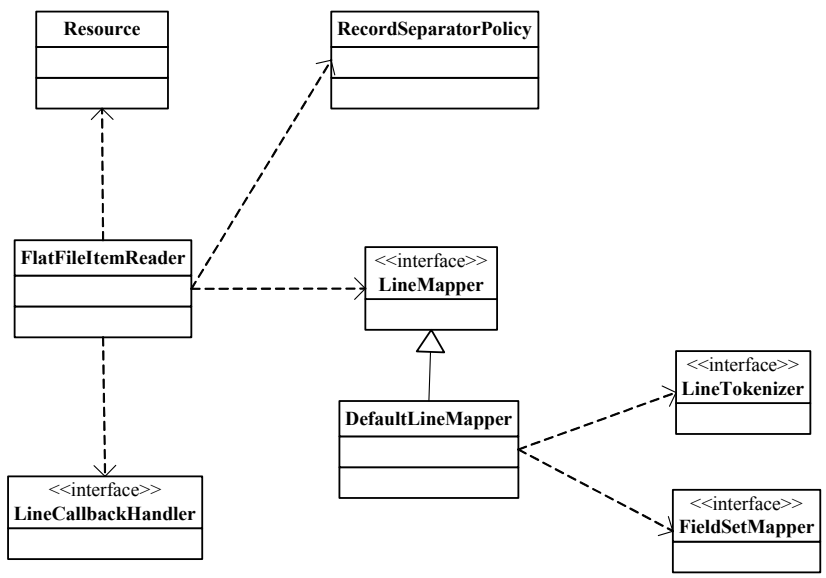 Resource
RecordSeparatorPolicy
FlatFileItemReader
<<interface>>
LineMapper
<<interface>>
LineTokenizer
DefaultLineMapper
<<interface>>
LineCallbackHandler
<<interface>>
FieldSetMapper